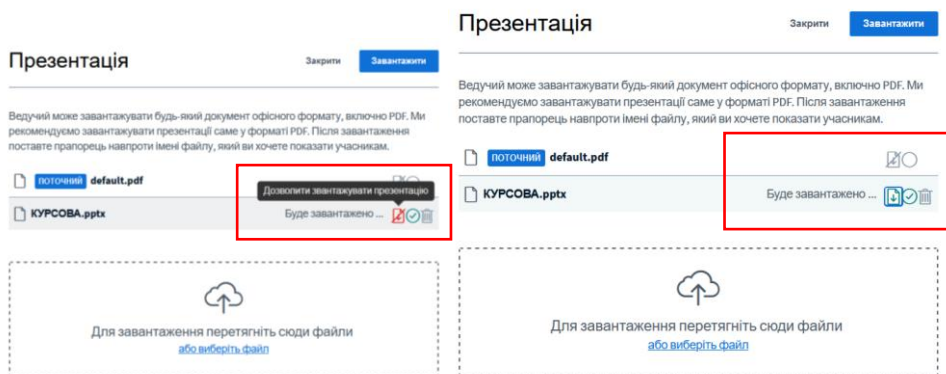 Презентація
Закрити
Завантажити
Ведучий може завантажувати будь-який документ офісного формату, включно PDF. Ми
рекомендуємо завантажувати презентації саме у форматі PDF. Після завантаження
поставте прапорець навпроти імені файлу, який ви хочете показати учасникам.
ПОТОЧНИЙ default.pdf
Дозволити звантажувати презентацію
КУРСОВА.pptx
Буде завантажено ...
Для завантаження перетягніть сюди файли
або виберіть файл
Презентація
Закрити
Завантажити
Ведучий може завантажувати будь-який документ офісного формату, включно PDF. Ми
рекомендуємо завантажувати презентації саме у форматі PDF. Після завантаження
поставте прапорець навпроти імені файлу, який ви хочете показати учасникам.
ПОТОЧНИЙ default.pdf
КУРСОВА.pptx
Буде завантажено ...
Для завантаження перетягніть сюди файли
або виберіть файл